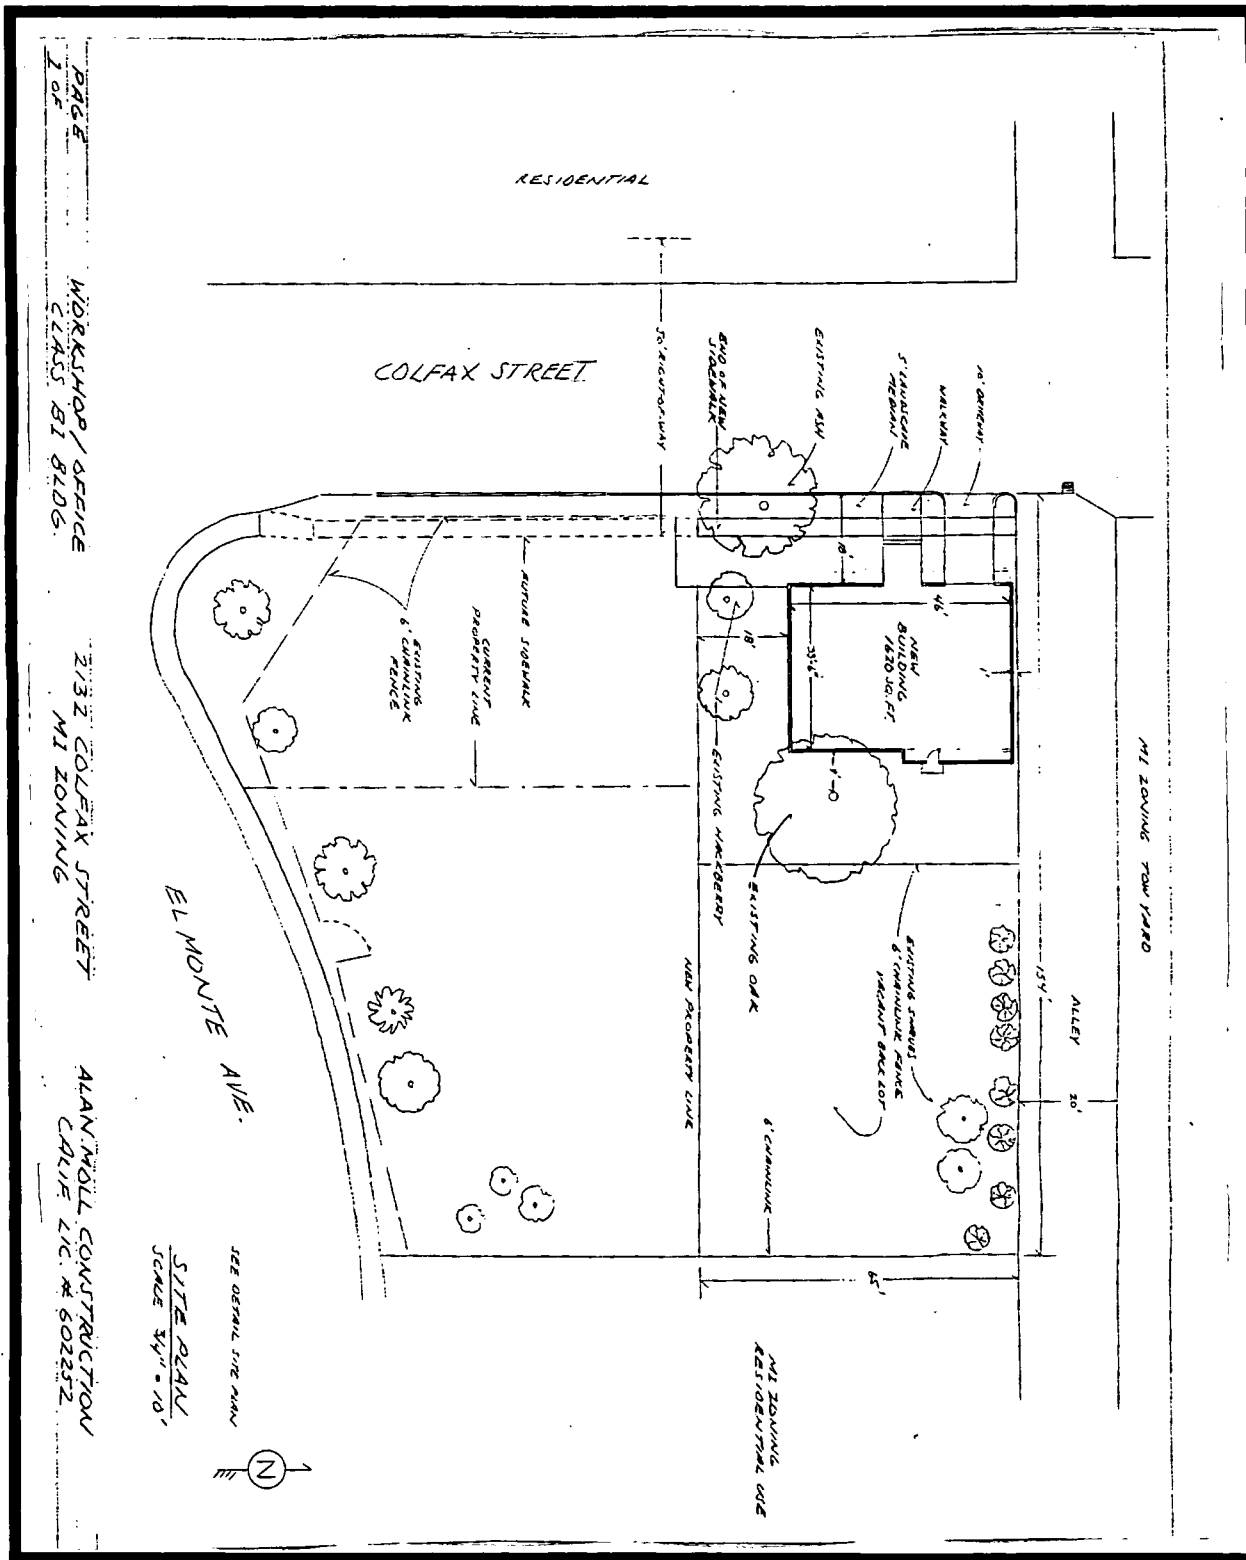 RESIDENTIAL
COLFAX STREET
50' RIGHT-OF-WAY
END OF NEW
SIDEWALK
EXISTING ASH
5' LANDSCAPE
MEDIAN
WALKWAY
10' DRIVEWAY
M1 ZONING TOW YARD
ALLEY
20'
154'
46'
1'
NEW
BUILDING
1620 SQ. FT.
33'6"
18'
EXISTING HACKBERRY
EXISTING OAK
EXISTING SHRUBS
6' CHAINLINK FENCE
VACANT BACK LOT
NEW PROPERTY LINE
6' CHAINLINK
65'
FUTURE SIDEWALK
CURRENT
PROPERTY LINE
EXISTING
6' CHAINLINK
FENCE
EL MONTE AVE.
M1 ZONING
RESIDENTIAL USE
SEE DETAIL SITE PLAN
SITE PLAN
SCALE 3/4" = 10'
N
PAGE
1 OF
WORKSHOP/OFFICE
CLASS B1 BLDG.
2132 COLFAX STREET
M1 ZONING
ALAN MOLL CONSTRUCTION
CALIF. LIC. # 602252